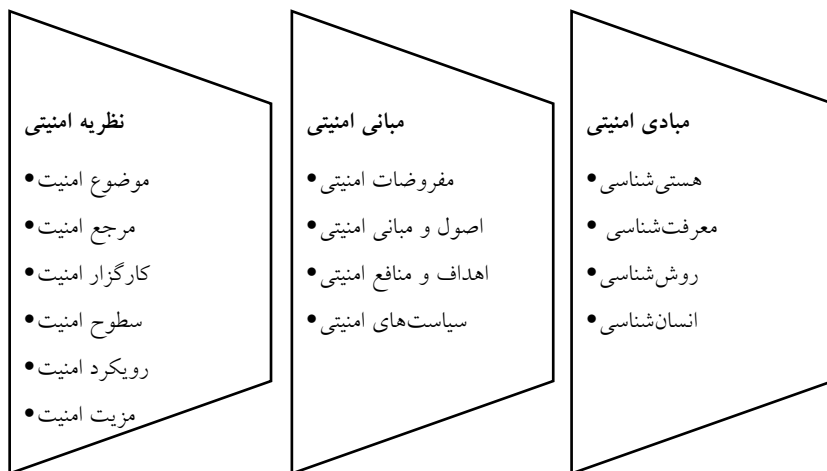 مبادی امنیتی
•هستی‌شناسی
•معرفت‌شناسی
•روش‌شناسی
•انسان‌شناسی
مبانی امنیتی
•مفروضات امنیتی
•اصول و مبانی امنیتی
•اهداف و منافع امنیتی
•سیاست‌های امنیتی
نظریه امنیتی
•موضوع امنیت
•مرجع امنیت
•کارگزار امنیت
•سطوح امنیت
•رویکرد امنیت
•مزیت امنیت